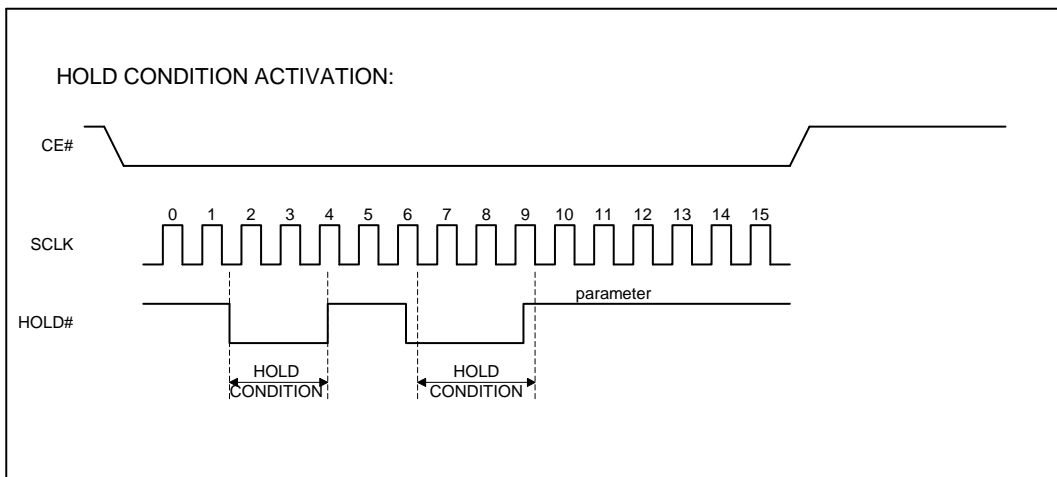 HOLD CONDITION ACTIVATION:
CE#
0 1 2 3 4 5 6 7 8 9 10 11 12 13 14 15
SCLK
parameter
HOLD#
HOLD
CONDITION
HOLD
CONDITION